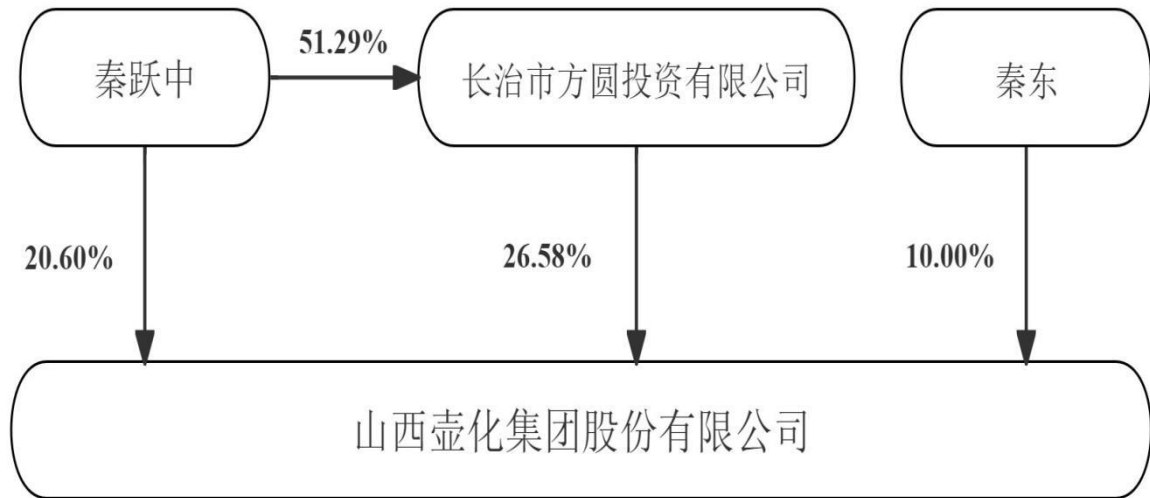 51.29%
秦跃中
长治市方圆投资有限公司
秦东
20.60%
26.58%
10.00%
山西壶化集团股份有限公司